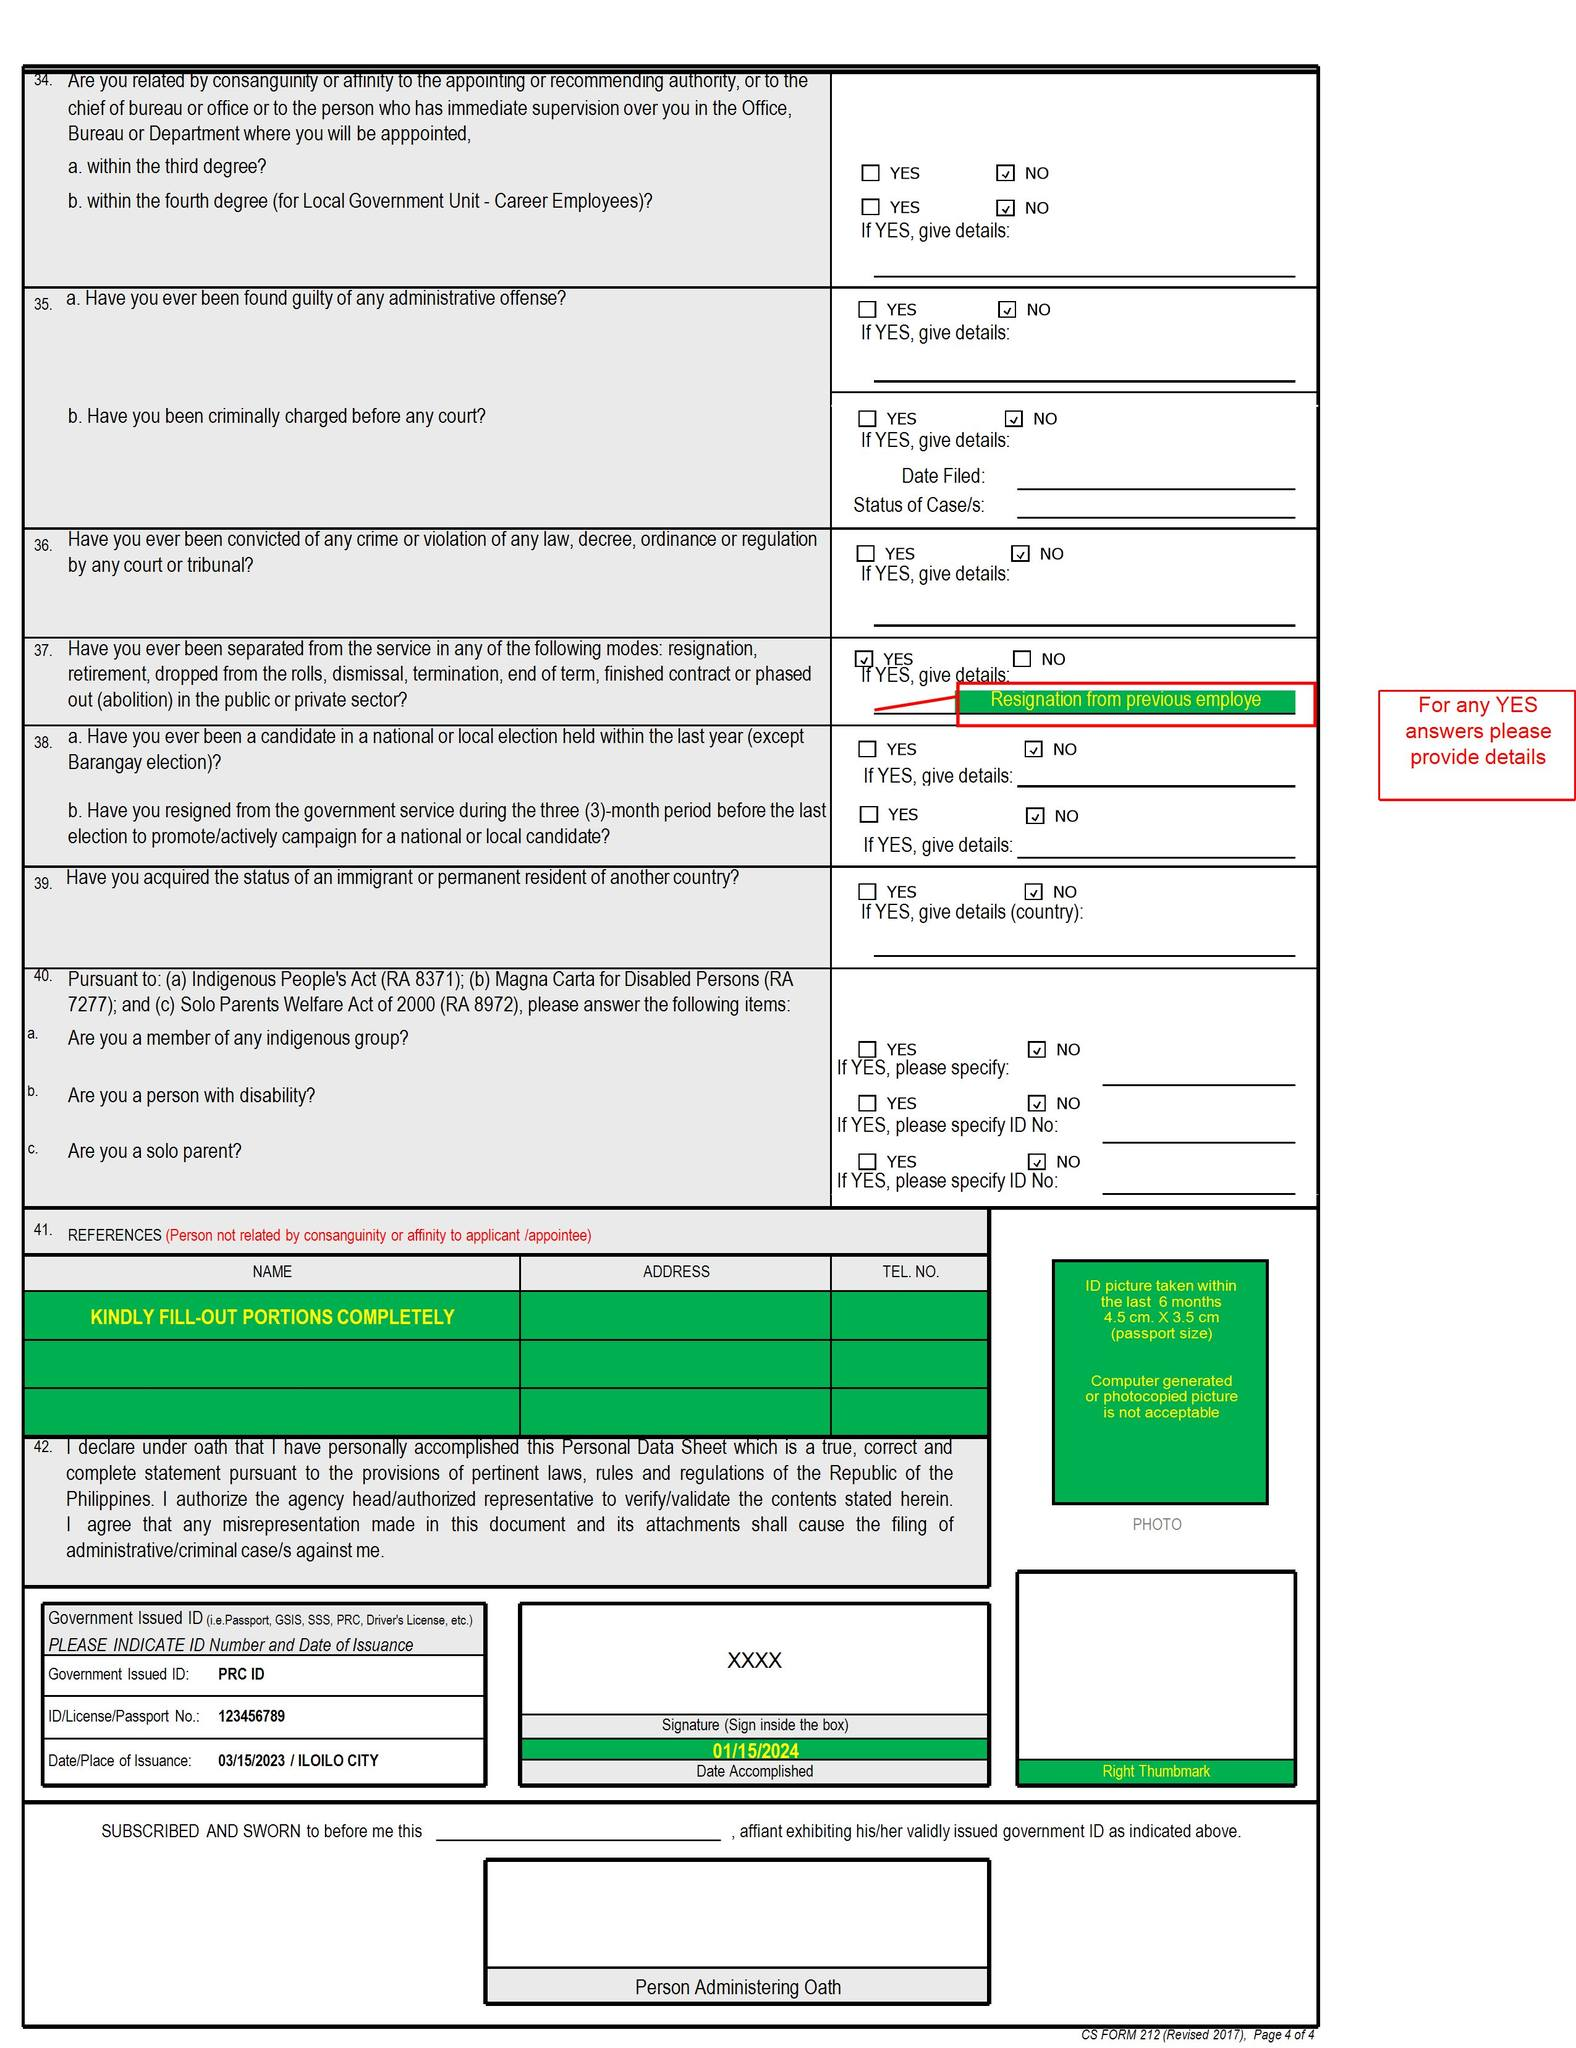 34. Are you related by consanguinity or affinity to the appointing or recommending authority, or to the
chief of bureau or office or to the person who has immediate supervision over you in the Office,
Bureau or Department where you will be apppointed,
a. within the third degree?
YES NO
b. within the fourth degree (for Local Government Unit - Career Employees)?
YES NO
If YES, give details:
35. a. Have you ever been found guilty of any administrative offense?
YES NO
If YES, give details:
b. Have you been criminally charged before any court?
YES NO
If YES, give details:
Date Filed:
Status of Case/s:
36. Have you ever been convicted of any crime or violation of any law, decree, ordinance or regulation
by any court or tribunal?
YES NO
If YES, give details:
37. Have you ever been separated from the service in any of the following modes: resignation,
retirement, dropped from the rolls, dismissal, termination, end of term, finished contract or phased
out (abolition) in the public or private sector?
YES NO
If YES, give details:
Resignation from previous employe
For any YES
answers please
provide details
38. a. Have you ever been a candidate in a national or local election held within the last year (except
Barangay election)?
YES NO
If YES, give details:
b. Have you resigned from the government service during the three (3)-month period before the last
election to promote/actively campaign for a national or local candidate?
YES NO
If YES, give details:
39. Have you acquired the status of an immigrant or permanent resident of another country?
YES NO
If YES, give details (country):
40. Pursuant to: (a) Indigenous People's Act (RA 8371); (b) Magna Carta for Disabled Persons (RA
7277); and (c) Solo Parents Welfare Act of 2000 (RA 8972), please answer the following items:
a. Are you a member of any indigenous group?
YES NO
If YES, please specify:
b. Are you a person with disability?
YES NO
If YES, please specify ID No:
c. Are you a solo parent?
YES NO
If YES, please specify ID No:
41. REFERENCES (Person not related by consanguinity or affinity to applicant /appointee)
NAME ADDRESS TEL. NO.
KINDLY FILL-OUT PORTIONS COMPLETELY
ID picture taken within
the last 6 months
4.5 cm. X 3.5 cm
(passport size)
Computer generated
or photocopied picture
is not acceptable
PHOTO
42. I declare under oath that I have personally accomplished this Personal Data Sheet which is a true, correct and
complete statement pursuant to the provisions of pertinent laws, rules and regulations of the Republic of the
Philippines. I authorize the agency head/authorized representative to verify/validate the contents stated herein.
I agree that any misrepresentation made in this document and its attachments shall cause the filing of
administrative/criminal case/s against me.
Government Issued ID (i.e.Passport, GSIS, SSS, PRC, Driver's License, etc.)
PLEASE INDICATE ID Number and Date of Issuance
Government Issued ID: PRC ID
ID/License/Passport No.: 123456789
Date/Place of Issuance: 03/15/2023 / ILOILO CITY
XXXX
Signature (Sign inside the box)
01/15/2024
Date Accomplished
Right Thumbmark
SUBSCRIBED AND SWORN to before me this , affiant exhibiting his/her validly issued government ID as indicated above.
Person Administering Oath
CS FORM 212 (Revised 2017), Page 4 of 4